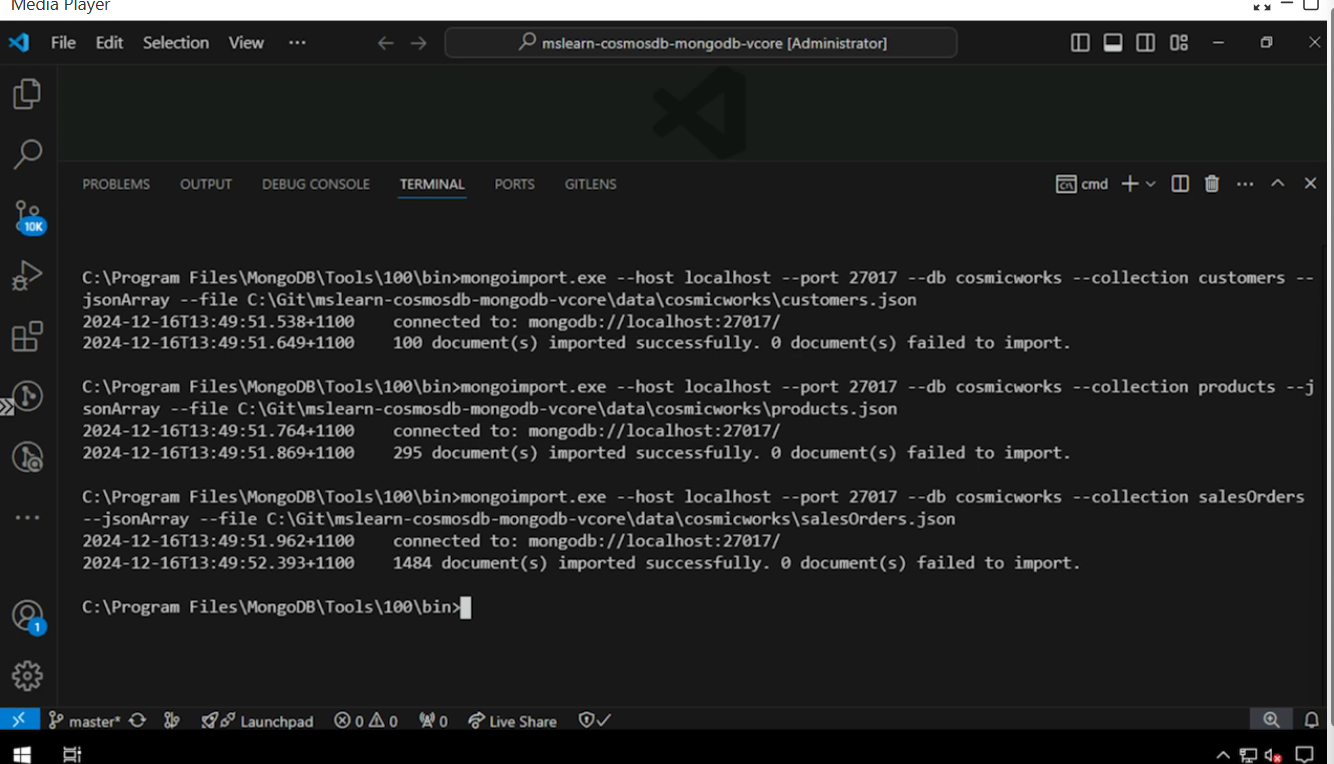 Media Player
File Edit Selection View ··· mslearn-cosmosdb-mongodb-vcore [Administrator]
PROBLEMS OUTPUT DEBUG CONSOLE TERMINAL PORTS GITLENS cmd
10K
C:\Program Files\MongoDB\Tools\100\bin>mongoimport.exe --host localhost --port 27017 --db cosmicworks --collection customers --
jsonArray --file C:\Git\mslearn-cosmosdb-mongodb-vcore\data\cosmicworks\customers.json
2024-12-16T13:49:51.538+1100    connected to: mongodb://localhost:27017/
2024-12-16T13:49:51.649+1100    100 document(s) imported successfully. 0 document(s) failed to import.
C:\Program Files\MongoDB\Tools\100\bin>mongoimport.exe --host localhost --port 27017 --db cosmicworks --collection products --j
sonArray --file C:\Git\mslearn-cosmosdb-mongodb-vcore\data\cosmicworks\products.json
2024-12-16T13:49:51.764+1100    connected to: mongodb://localhost:27017/
2024-12-16T13:49:51.869+1100    295 document(s) imported successfully. 0 document(s) failed to import.
C:\Program Files\MongoDB\Tools\100\bin>mongoimport.exe --host localhost --port 27017 --db cosmicworks --collection salesOrders
--jsonArray --file C:\Git\mslearn-cosmosdb-mongodb-vcore\data\cosmicworks\salesOrders.json
2024-12-16T13:49:51.962+1100    connected to: mongodb://localhost:27017/
2024-12-16T13:49:52.393+1100    1484 document(s) imported successfully. 0 document(s) failed to import.
C:\Program Files\MongoDB\Tools\100\bin>
1
master* Launchpad 0 0 0 Live Share